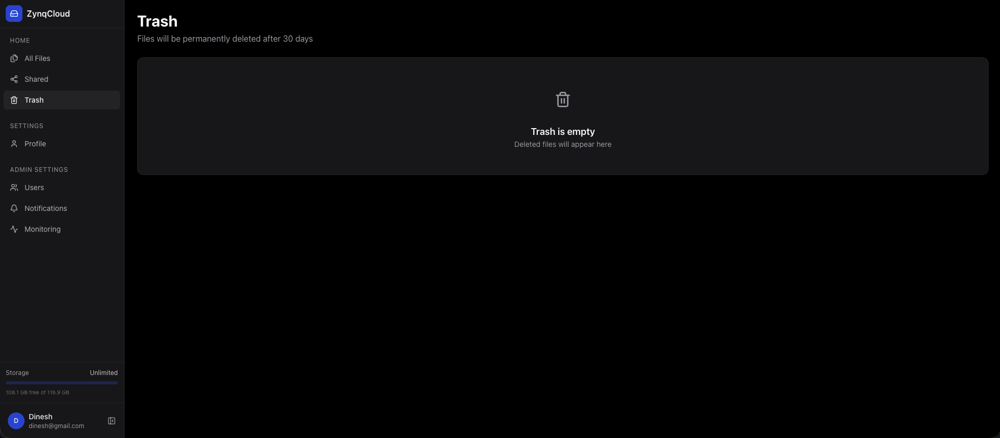 ZynqCloud
HOME
All Files
Shared
Trash
SETTINGS
Profile
ADMIN SETTINGS
Users
Notifications
Monitoring
Storage Unlimited
108.1 GB free of 116.9 GB
D
Dinesh
dinesh@gmail.com
Trash
Files will be permanently deleted after 30 days
Trash is empty
Deleted files will appear here